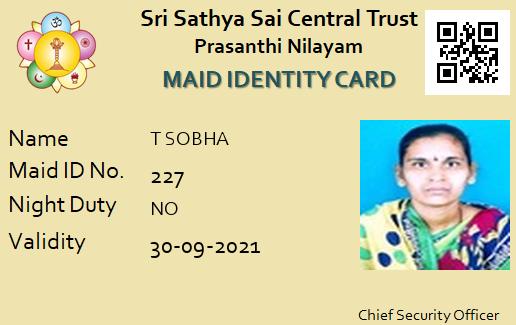 Sri Sathya Sai Central Trust
Prasanthi Nilayam
MAID IDENTITY CARD
Name T SOBHA
Maid ID No. 227
Night Duty NO
Validity 30-09-2021
Chief Security Officer